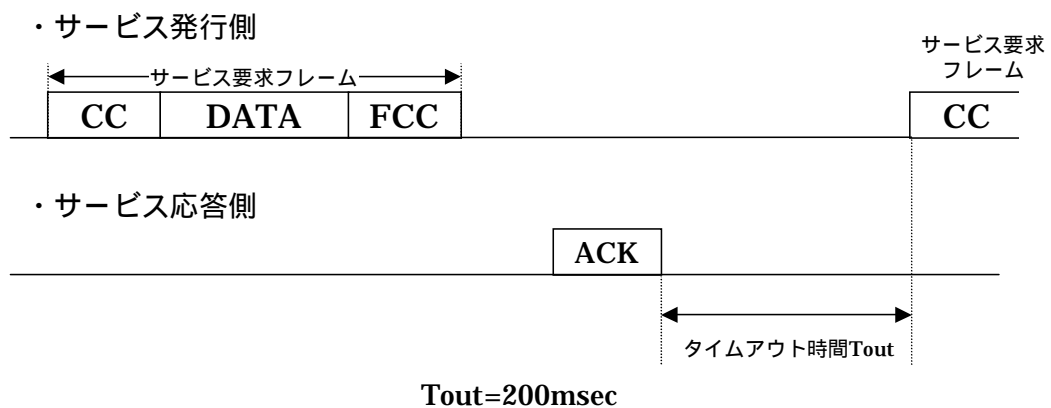 ・サービス発行側
サービス要求
フレーム
サービス要求フレーム
CC DATA FCC CC
・サービス応答側
ACK
タイムアウト時間Tout
Tout=200msec